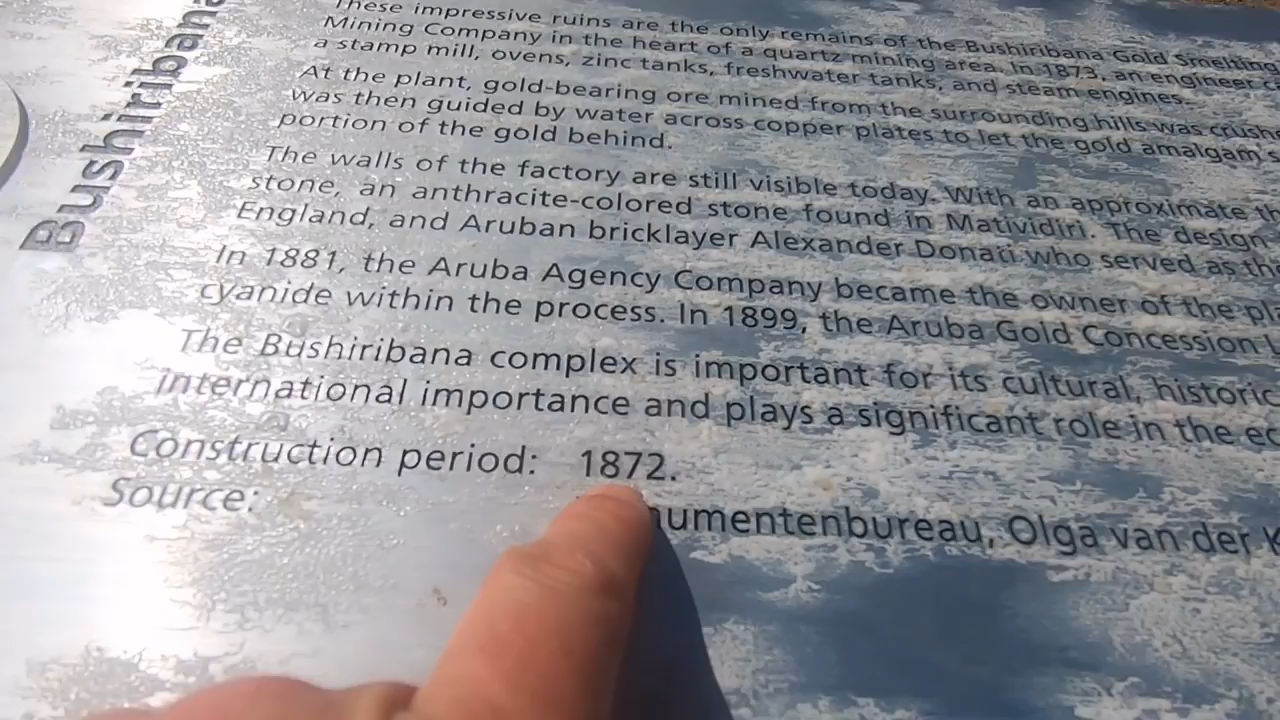 Bushiribana
These impressive ruins are the only remains of the Bushiribana Gold Smelting
Mining Company in the heart of a quartz mining area. In 1873, an engineer
a stamp mill, ovens, zinc tanks, freshwater tanks, and steam engines.
At the plant, gold-bearing ore mined from the surrounding hills was
was then guided by water across copper plates to let the gold amalgam
portion of the gold behind.
The walls of the factory are still visible today. With an approximate
stone, an anthracite-colored stone found in Matividiri. The design
England, and Aruban bricklayer Alexander Donati who served as
In 1881, the Aruba Agency Company became the owner of the
cyanide within the process. In 1899, the Aruba Gold Concession
The Bushiribana complex is important for its cultural,
international importance and plays a significant role in the
Construction period: 1872.
Source:
numentenbureau, Olga van der